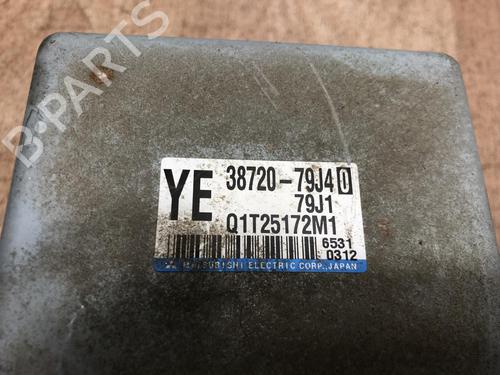 B-PARTS
YE 38720-79J40
79J1
Q1T25172M1
6531
0312
MITSUBISHI ELECTRIC CORP., JAPAN